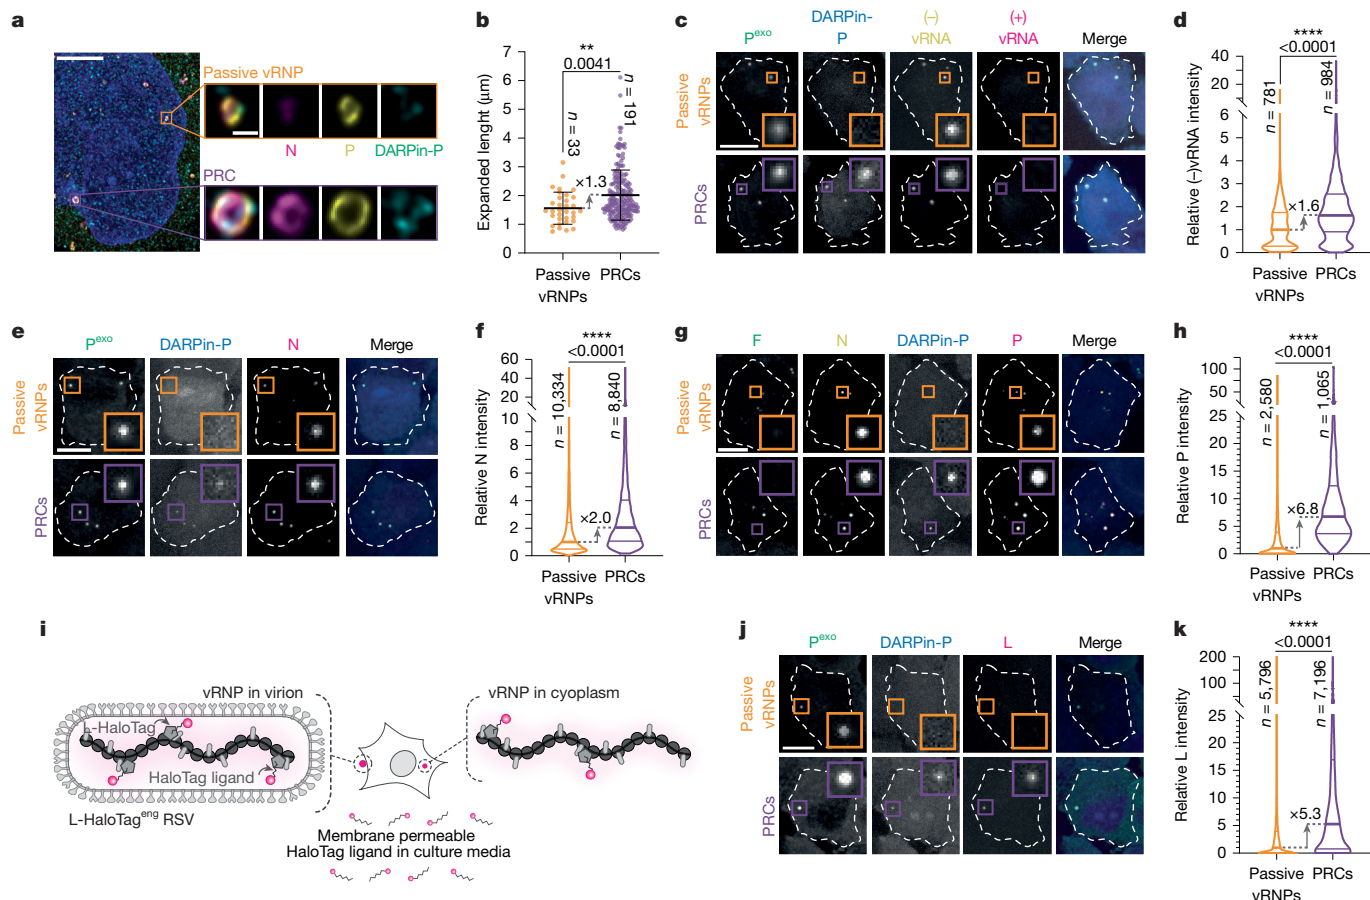 a
Passive vRNP
N
P
DARPin-P
PRC
b
Expanded lenght (µm)
7
6
5
4
3
2
1
0
**
0.0041
n = 33
n = 191
×1.3
Passive
vRNPs
PRCs
c
Pexo
DARPin-
P
(–)
vRNA
(+)
vRNA
Merge
Passive
vRNPs
PRCs
d
Relative (–)vRNA intensity
40
20
6
4
2
1
0
****
<0.0001
n = 781
n = 984
×1.6
Passive
vRNPs
PRCs
e
Pexo
DARPin-P
N
Merge
Passive
vRNPs
PRCs
f
Relative N intensity
60
40
20
10
8
6
4
2
1
0
****
<0.0001
n = 10,334
n = 8,840
×2.0
Passive
vRNPs
PRCs
g
F
N
DARPin-P
P
Merge
Passive
vRNPs
PRCs
h
Relative P intensity
100
50
25
20
15
10
5
0
****
<0.0001
n = 2,580
n = 1,065
×6.8
Passive
vRNPs
PRCs
i
vRNP in virion
L-HaloTag
HaloTag ligand
L-HaloTageng RSV
vRNP in cytoplasm
Membrane permeable
HaloTag ligand in culture media
j
Pexo
DARPin-P
L
Merge
Passive
vRNPs
PRCs
k
Relative L intensity
200
100
25
20
15
10
5
0
****
<0.0001
n = 5,796
n = 7,196
×5.3
Passive
vRNPs
PRCs